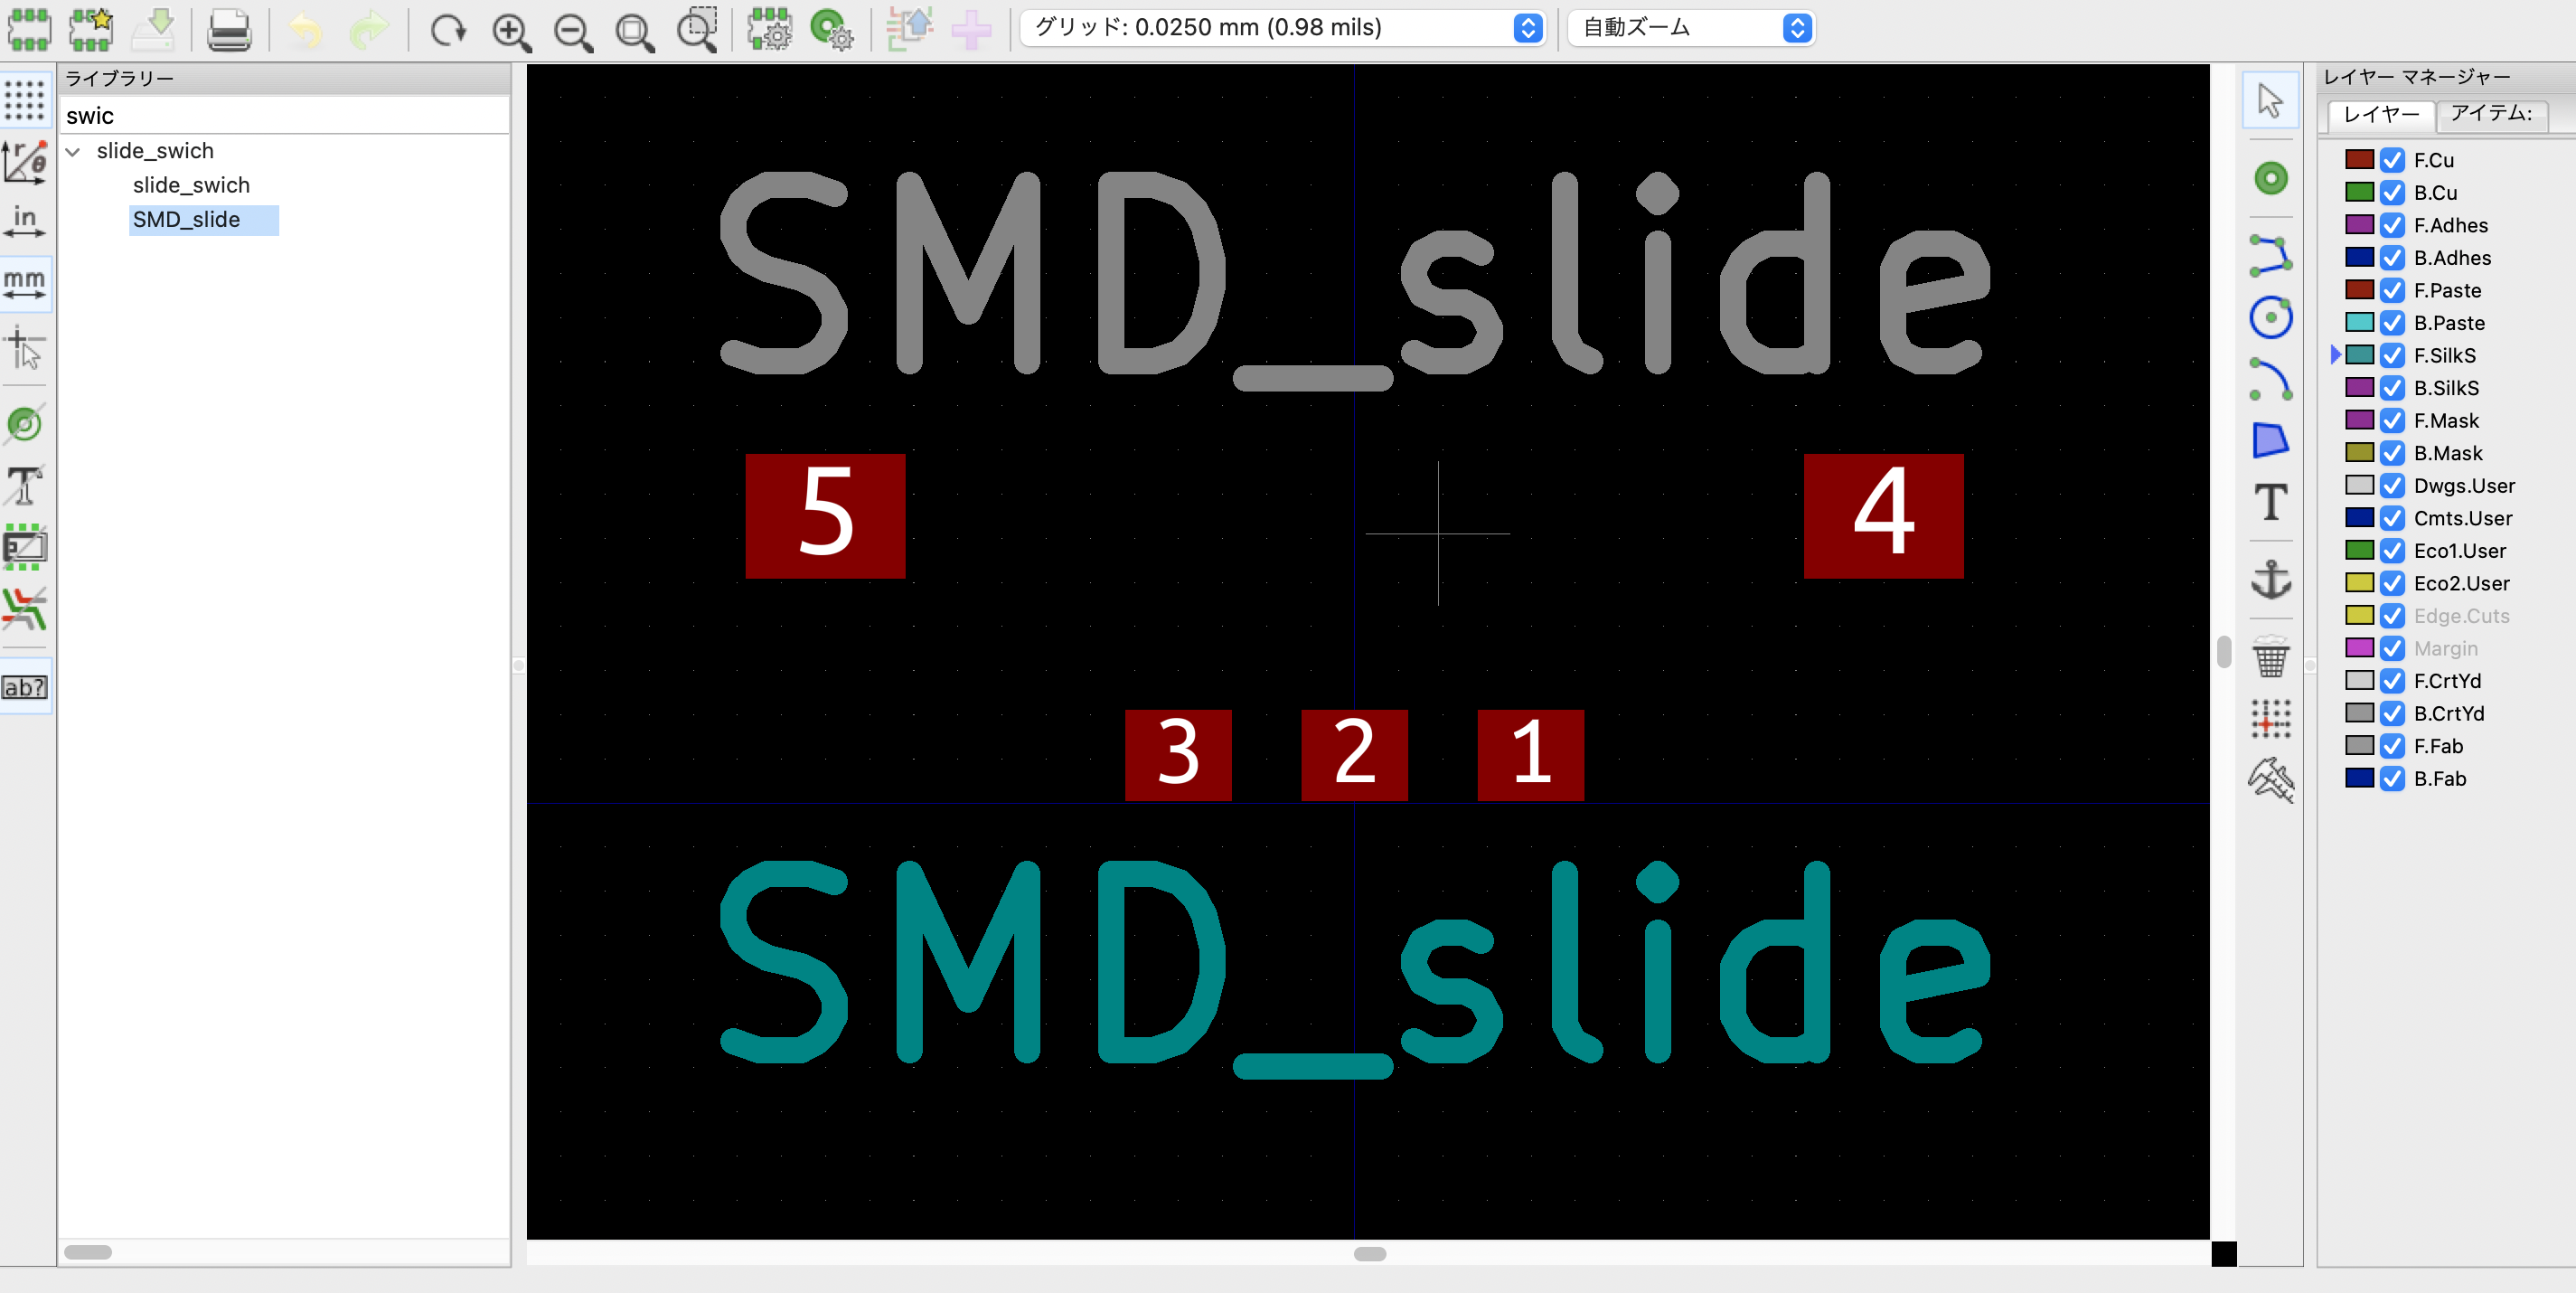 グリッド: 0.0250 mm (0.98 mils)
自動ズーム
ライブラリー
swic
slide_swich
slide_swich
SMD_slide
r
θ
in
mm
T
ab?
SMD_slide
5
4
3
2
1
SMD_slide
T
レイヤー マネージャー
レイヤー
アイテム:
F.Cu
B.Cu
F.Adhes
B.Adhes
F.Paste
B.Paste
F.SilkS
B.SilkS
F.Mask
B.Mask
Dwgs.User
Cmts.User
Eco1.User
Eco2.User
Edge.Cuts
Margin
F.CrtYd
B.CrtYd
F.Fab
B.Fab